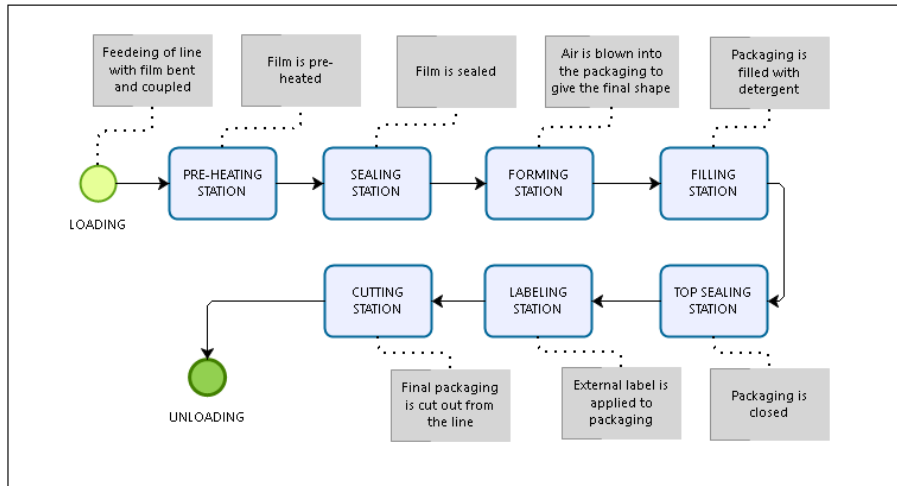 Feedeing of line
with film bent
and coupled
Film is pre-
heated
Film is sealed
Air is blown into
the packaging to
give the final shape
Packaging is
filled with
detergent
LOADING
PRE-HEATING
STATION
SEALING
STATION
FORMING
STATION
FILLING
STATION
CUTTING
STATION
LABELING
STATION
TOP SEALING
STATION
UNLOADING
Final packaging
is cut out from
the line
External label is
applied to
packaging
Packaging is
closed